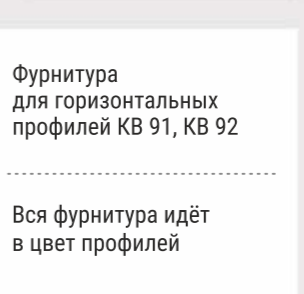 Фурнитура
для горизонтальных
профилей КВ 91, КВ 92
Вся фурнитура идёт
в цвет профилей